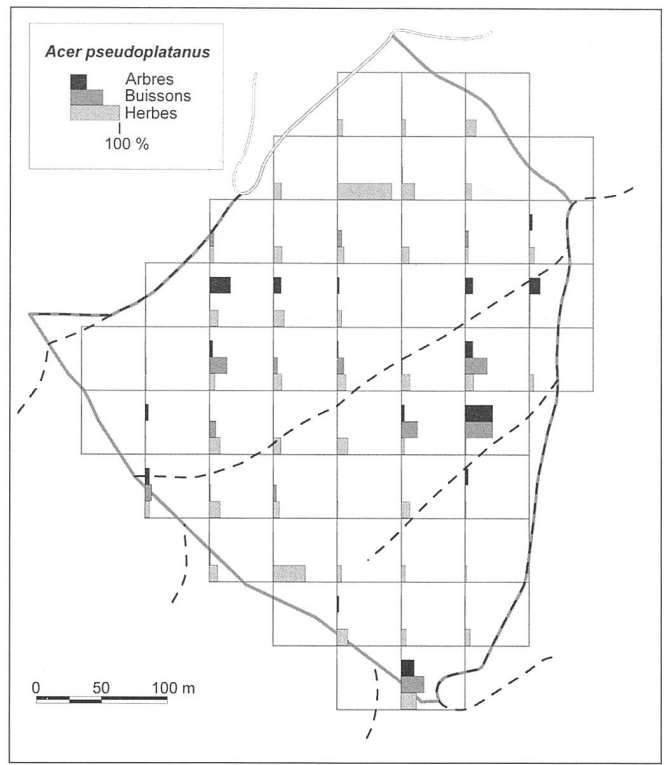 Acer pseudoplatanus
Arbres
Buissons
Herbes
100 %
0 50 100 m